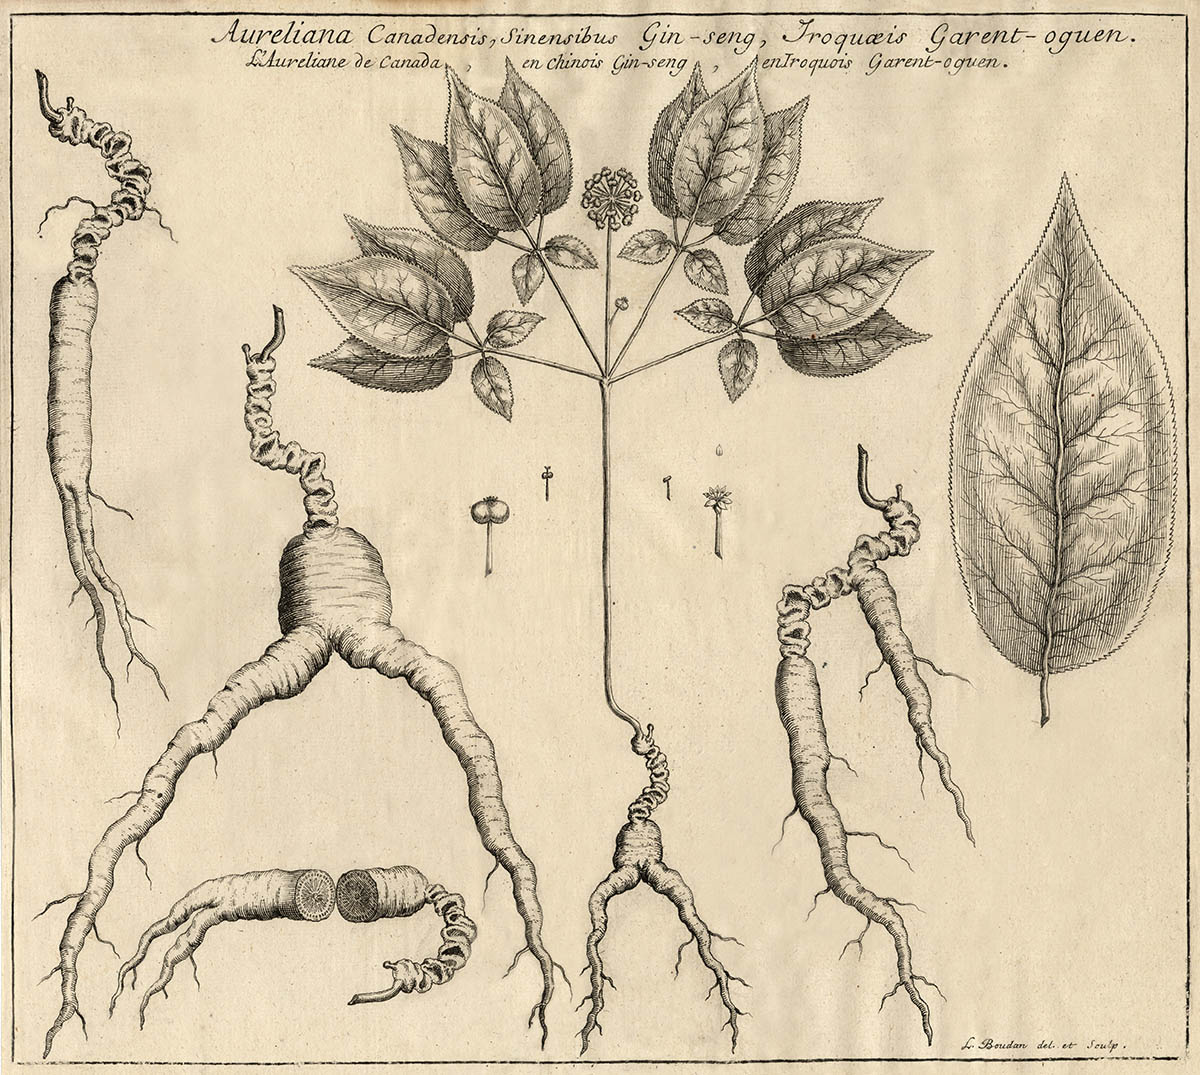 Aureliana Canadensis, Sinensibus Gin-seng, Iroquæis Garent-oguen.
L'Aureliane de Canada, en Chinois Gin-seng, en Iroquois Garent-oguen.
L. Boudan del. et Sculp.